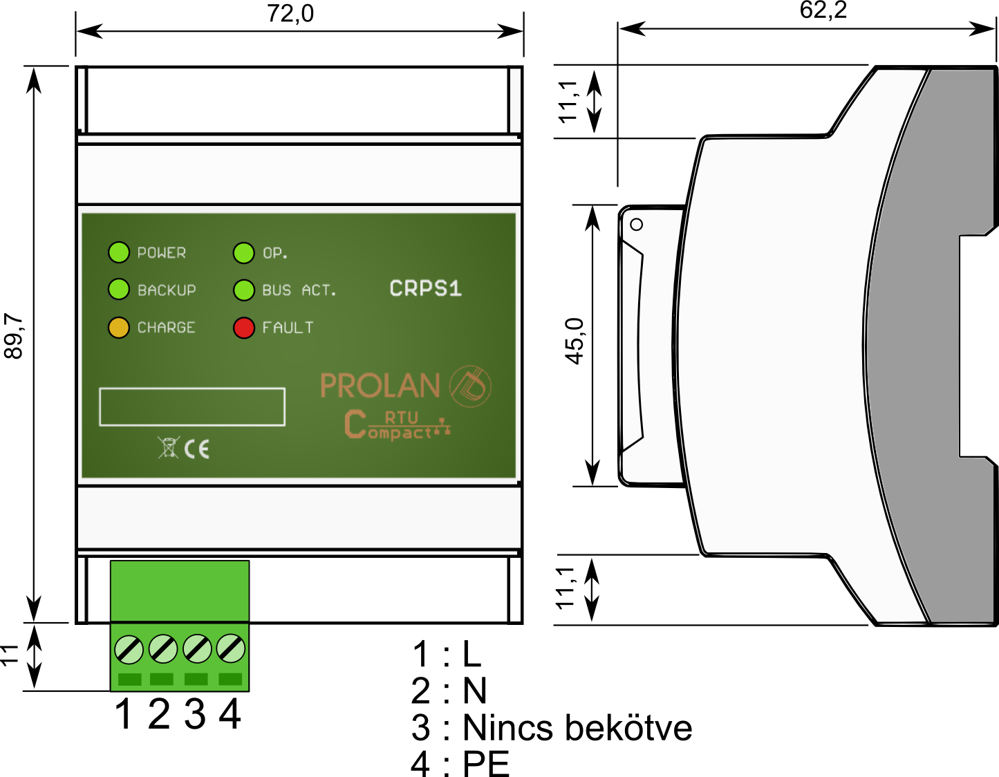 72,0
62,2
11,1
89,7
45,0
POWER
OP.
BACKUP
BUS ACT.
CRPS1
CHARGE
FAULT
PROLAN
RTU
Compact
CE
11,1
11
1 2 3 4
1 : L
2 : N
3 : Nincs bekötve
4 : PE